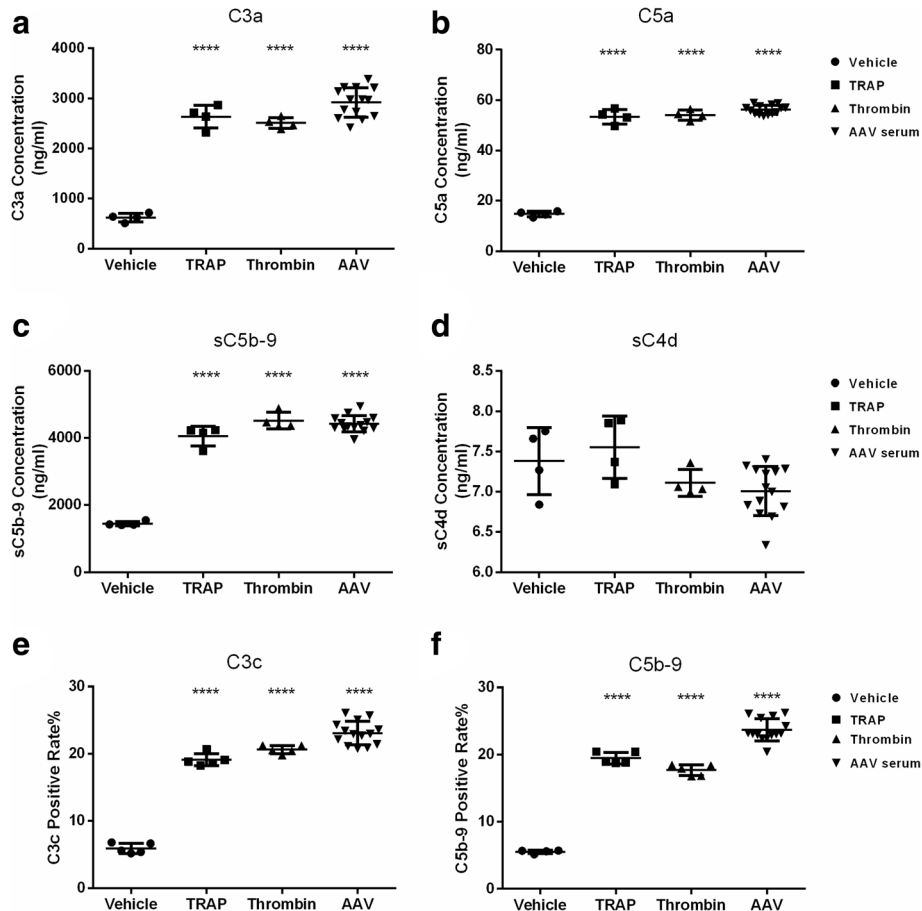 a
C3a
C3a Concentration
(ng/ml)
4000
3000
2000
1000
0
**** **** ****
Vehicle TRAP Thrombin AAV
b
C5a
C5a Concentration
(ng/ml)
80
60
40
20
0
**** **** ****
Vehicle TRAP Thrombin AAV
Vehicle
TRAP
Thrombin
AAV serum
c
sC5b-9
sC5b-9 Concentration
(ng/ml)
6000
4000
2000
0
**** **** ****
Vehicle TRAP Thrombin AAV
d
sC4d
sC4d Concentration
(ng/ml)
8.5
8.0
7.5
7.0
6.5
6.0
Vehicle TRAP Thrombin AAV
Vehicle
TRAP
Thrombin
AAV serum
e
C3c
C3c Positive Rate%
30
20
10
0
**** **** ****
Vehicle TRAP Thrombin AAV
f
C5b-9
C5b-9 Positive Rate%
30
20
10
0
**** **** ****
Vehicle TRAP Thrombin AAV
Vehicle
TRAP
Thrombin
AAV serum